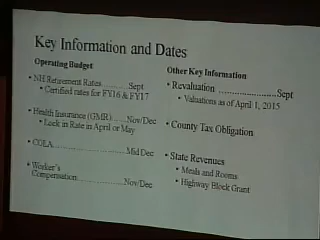 Key Information and Dates
Operating Budget
• NH Retirement Rates ...........Sept
• Certified rates for FY16 & FY17
• Health Insurance (GMR)......Nov/Dec
• Lock in Rate in April or May
• COLA..............................Mid Dec
• Worker's
Compensation....................Nov/Dec
Other Key Information
• Revaluation ......................Sept
• Valuations as of April 1, 2015
• County Tax Obligation
• State Revenues
• Meals and Rooms
• Highway Block Grant